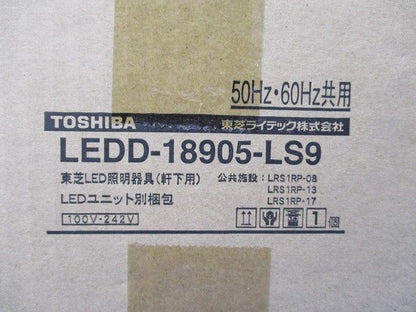 50Hz・60Hz共用
TOSHIBA 東芝ライテック株式会社
LEDD-18905-LS9
東芝LED照明器具(軒下用) 公共施設:LRS1RP-08
LRS1RP-13
LEDユニット別梱包 LRS1RP-17
100V-242V 1個